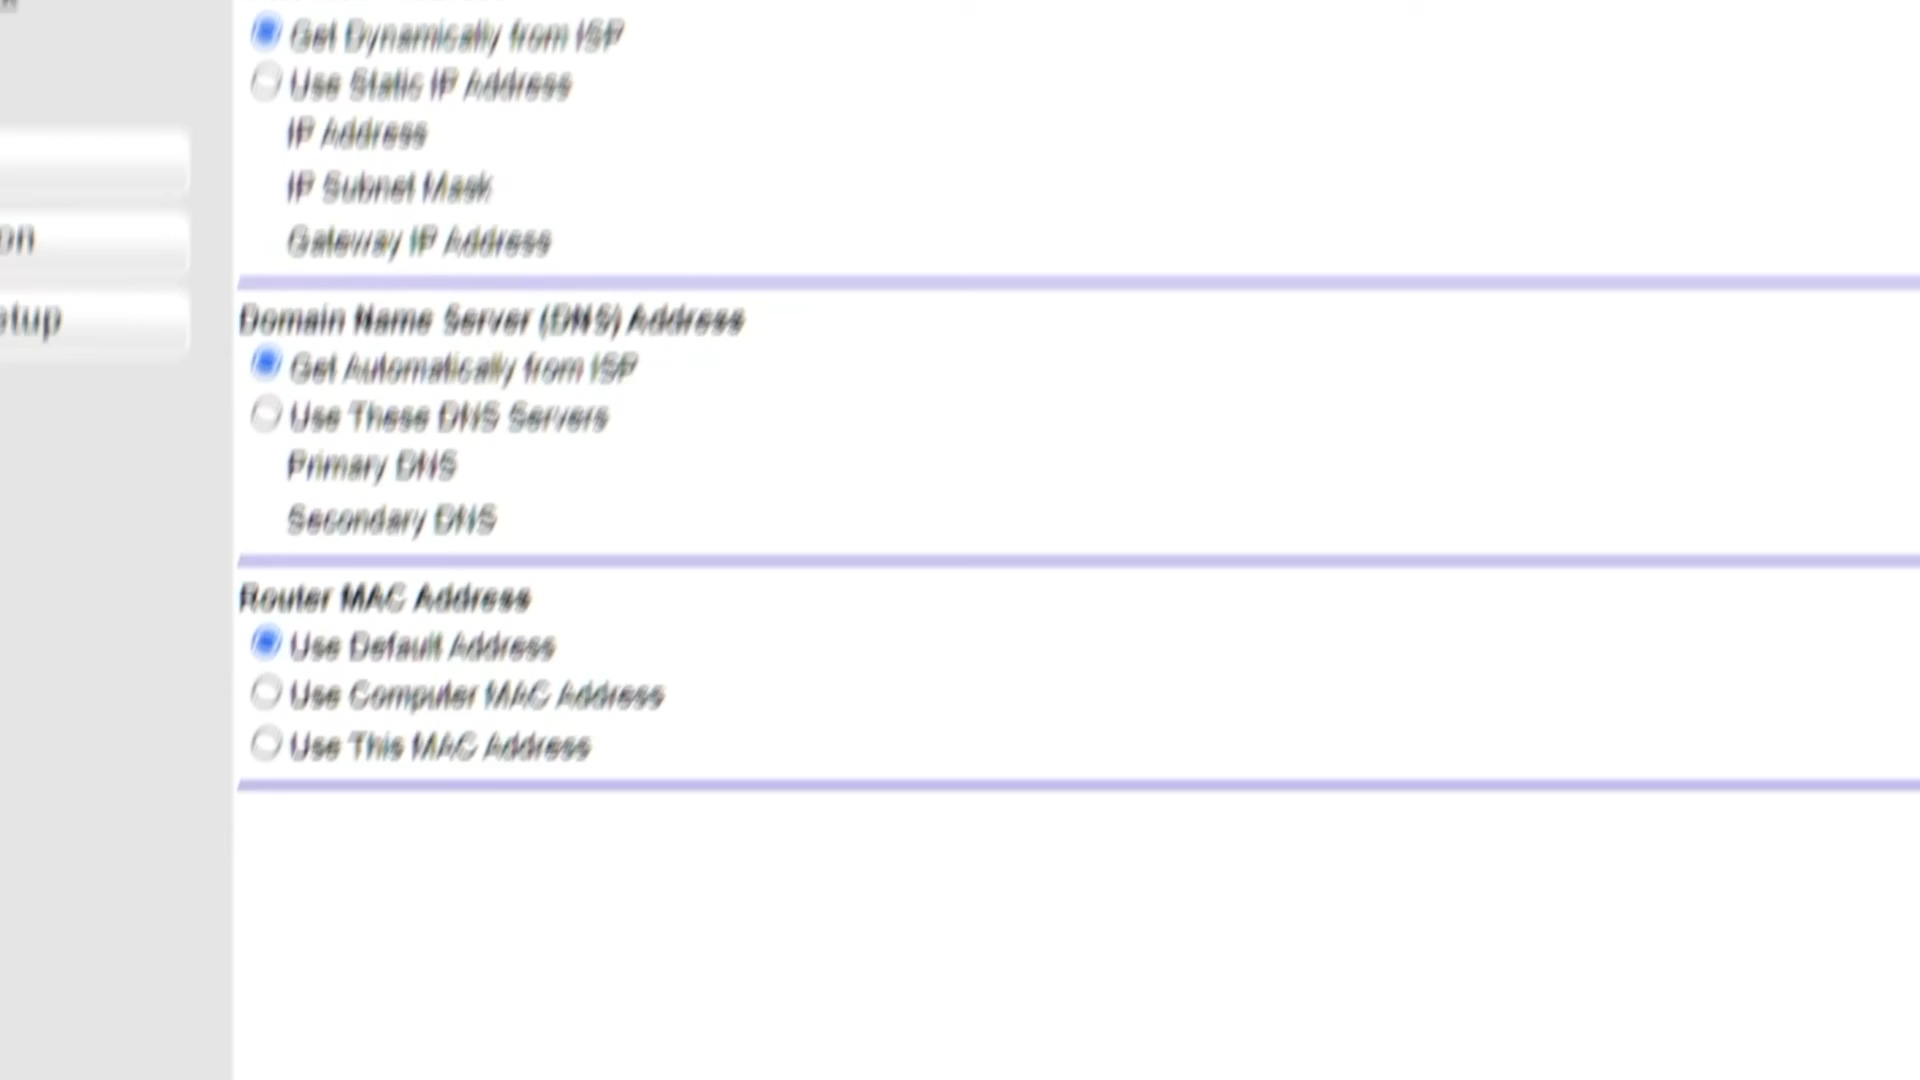 Get Dynamically from ISP
Use Static IP Address
IP Address
IP Subnet Mask
Gateway IP Address
on
etup
Domain Name Server (DNS) Address
Get Automatically from ISP
Use These DNS Servers
Primary DNS
Secondary DNS
Router MAC Address
Use Default Address
Use Computer MAC Address
Use This MAC Address